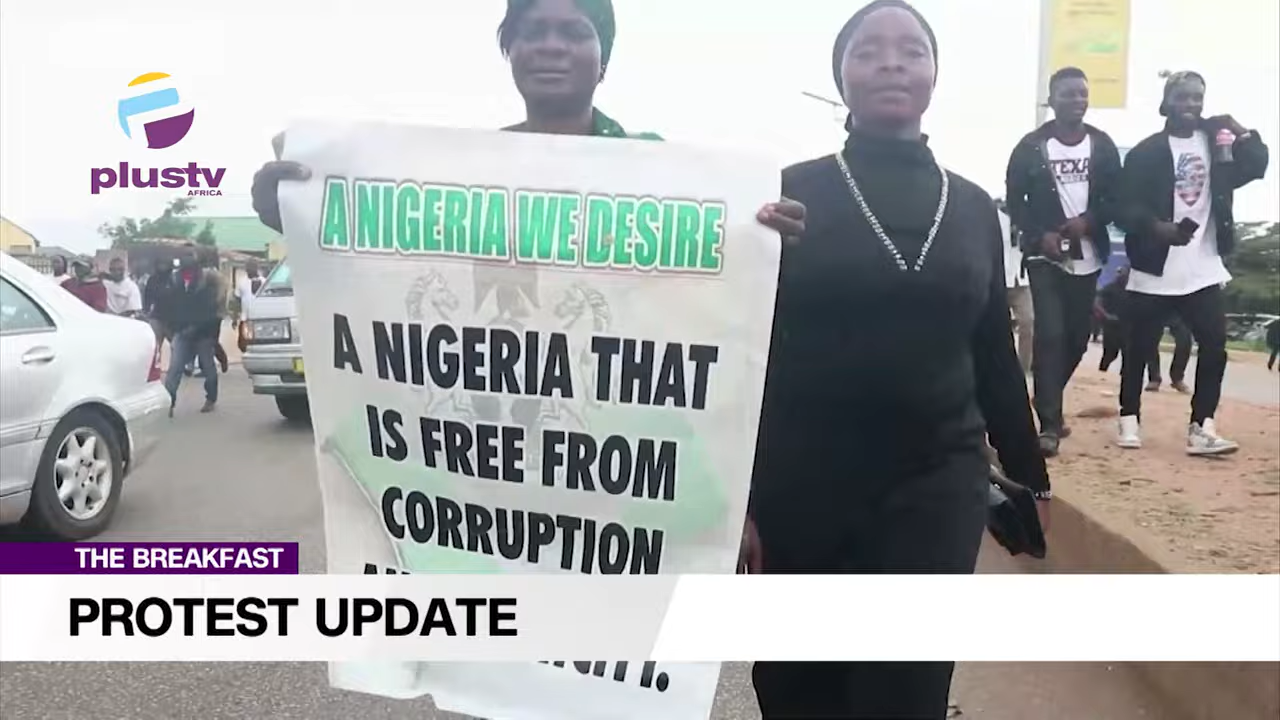 plustv
AFRICA
A NIGERIA WE DESIRE
A NIGERIA THAT
IS FREE FROM
CORRUPTION
TEXAS
THE BREAKFAST
PROTEST UPDATE